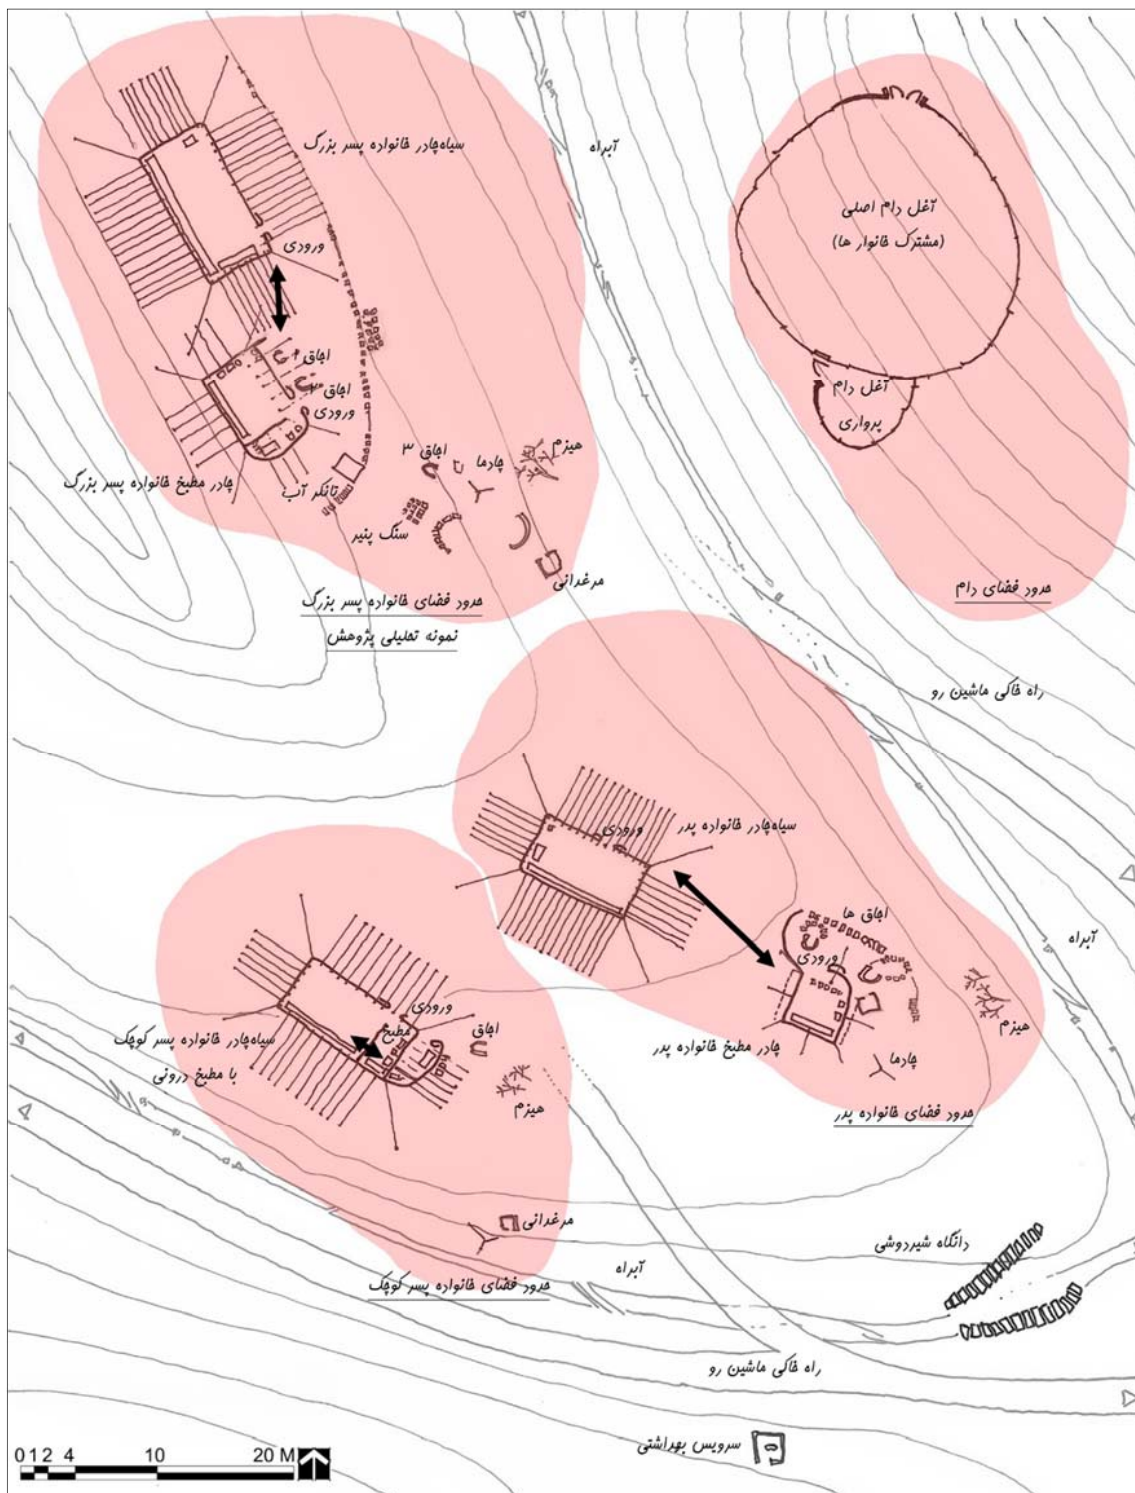 سیاه‌چادر خانواده پسر بزرگ
آبراه
آغل دام اصلی
(مشترک خانوار ها)
ورودی
اجاق ۱
اجاق ۲
ورودی
آغل دام
پرواری
چادر مطبخ خانواده پسر بزرگ
تانکر آب
اجاق ۳
چادما
هیزم
سنگ پنیر
مرغدانی
حدود فضای خانواده پسر بزرگ
نمونه تحلیلی پژوهش
حدود فضای دام
راه خاکی ماشین رو
سیاه‌چادر خانواده پدر
ورودی
اجاق ها
ورودی
آبراه
هیزم
چادر مطبخ خانواده پدر
چادما
حدود فضای خانواده پدر
ورودی
مطبخ
اجاق
سیاه‌چادر خانواده پسر کوچک
با مطبخ درونی
هیزم
مرغدانی
حدود فضای خانواده پسر کوچک
آبراه
دانگاه شیردوشی
راه خاکی ماشین رو
سرویس بهداشتی
0 1 2 4 10 20 M